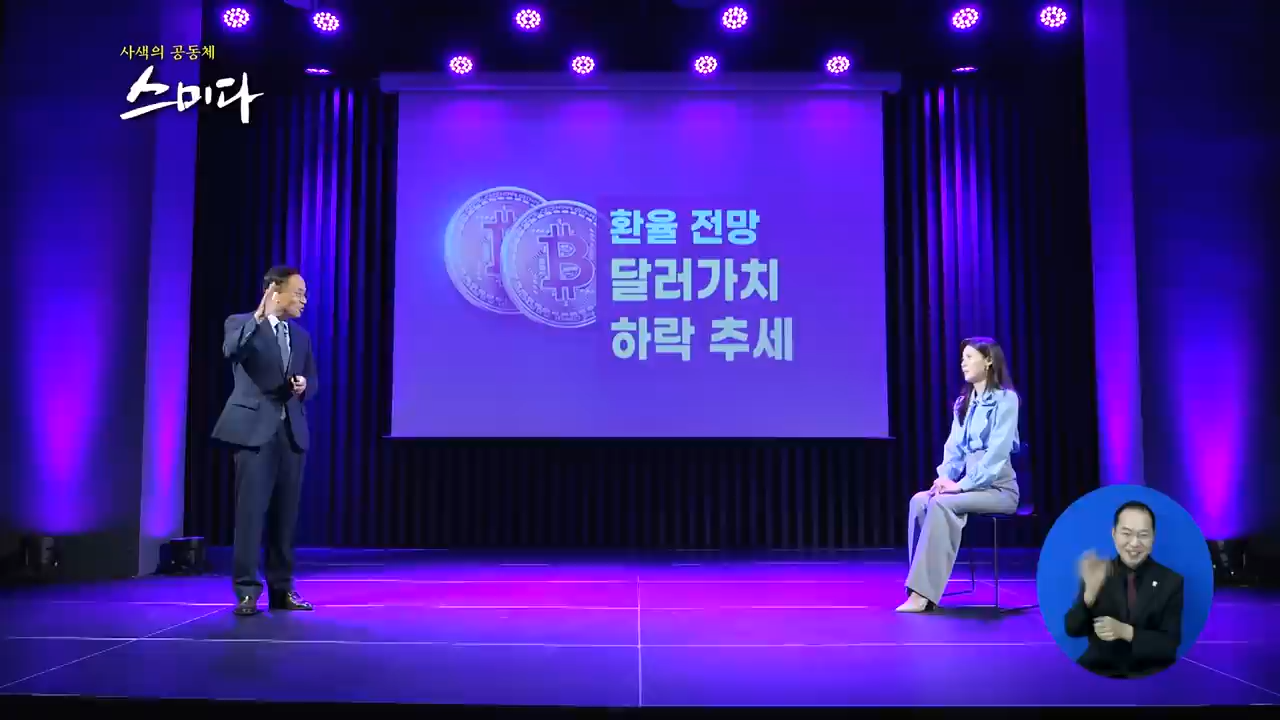 사색의 공동체
스미다
환율 전망
달러가치
하락 추세